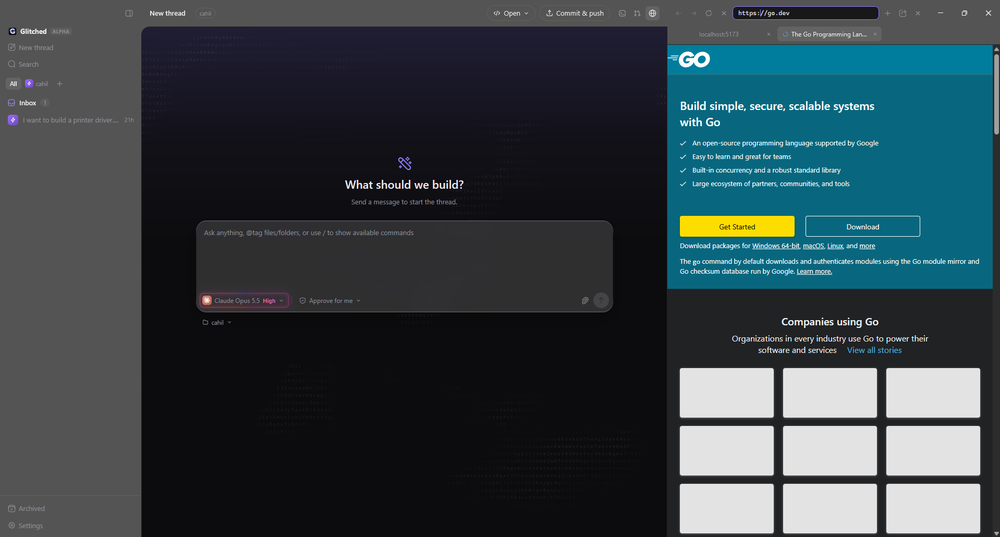 Glitched ALPHA
New thread
Search
All cahil
Inbox 1
I want to build a printer driver... 21h
Archived
Settings
New thread cahil
Open Commit & push
What should we build?
Send a message to start the thread.
Ask anything, @tag files/folders, or use / to show available commands
Claude Opus 5.5 High Approve for me
cahil
https://go.dev
localhost:5173 The Go Programming Lan...
GO
Build simple, secure, scalable systems
with Go
An open-source programming language supported by Google
Easy to learn and great for teams
Built-in concurrency and a robust standard library
Large ecosystem of partners, communities, and tools
Get Started Download
Download packages for Windows 64-bit, macOS, Linux, and more
The go command by default downloads and authenticates modules using the Go module mirror and
Go checksum database run by Google. Learn more.
Companies using Go
Organizations in every industry use Go to power their
software and services View all stories